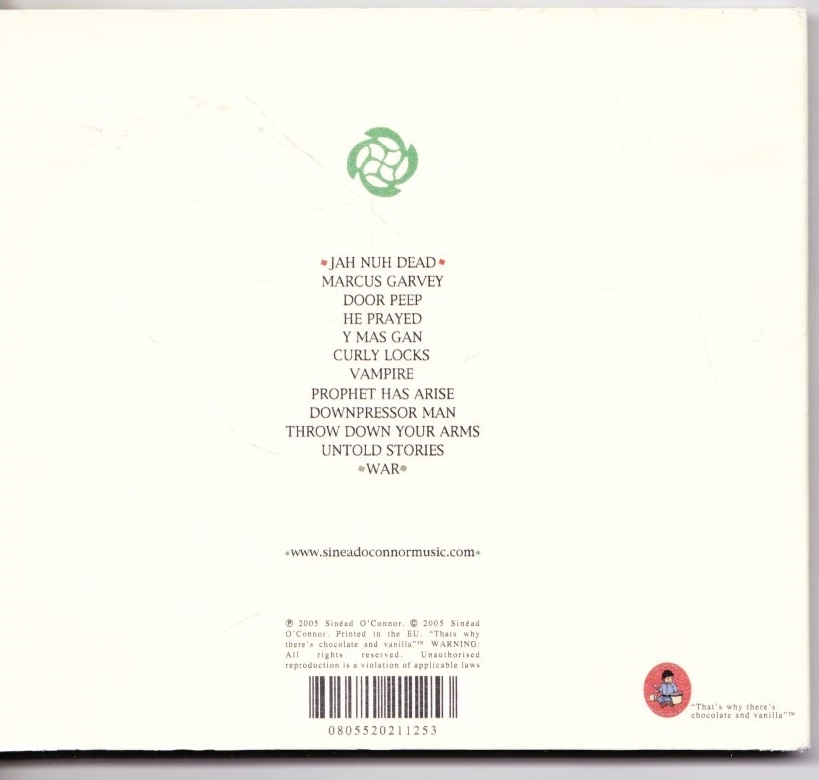 JAH NUH DEAD
MARCUS GARVEY
DOOR PEEP
HE PRAYED
Y MAS GAN
CURLY LOCKS
VAMPIRE
PROPHET HAS ARISE
DOWNPRESSOR MAN
THROW DOWN YOUR ARMS
UNTOLD STORIES
WAR
www.sineadoconnormusic.com
℗ 2005 Sinéad O'Connor. © 2005 Sinéad
O'Connor. Printed in the EU. "Thats why
there's chocolate and vanilla"™ WARNING:
All rights reserved. Unauthorised
reproduction is a violation of applicable laws
0805520211253
"That's why there's
chocolate and vanilla"™